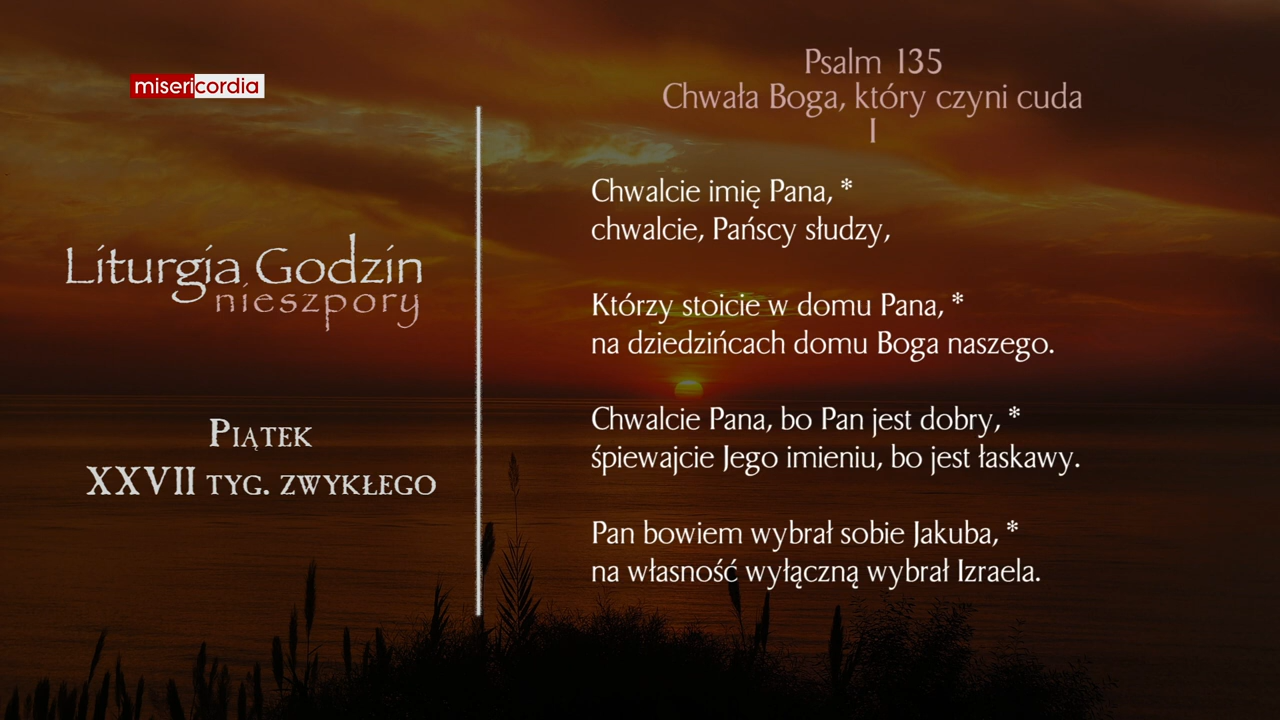 misericordia
Liturgia Godzin
nieszpory
Piątek
XXVII tyg. zwykłego
Psalm 135
Chwała Boga, który czyni cuda
I
Chwalcie imię Pana, *
chwalcie, Pańscy słudzy,
Którzy stoicie w domu Pana, *
na dziedzińcach domu Boga naszego.
Chwalcie Pana, bo Pan jest dobry, *
śpiewajcie Jego imieniu, bo jest łaskawy.
Pan bowiem wybrał sobie Jakuba, *
na własność wyłączną wybrał Izraela.